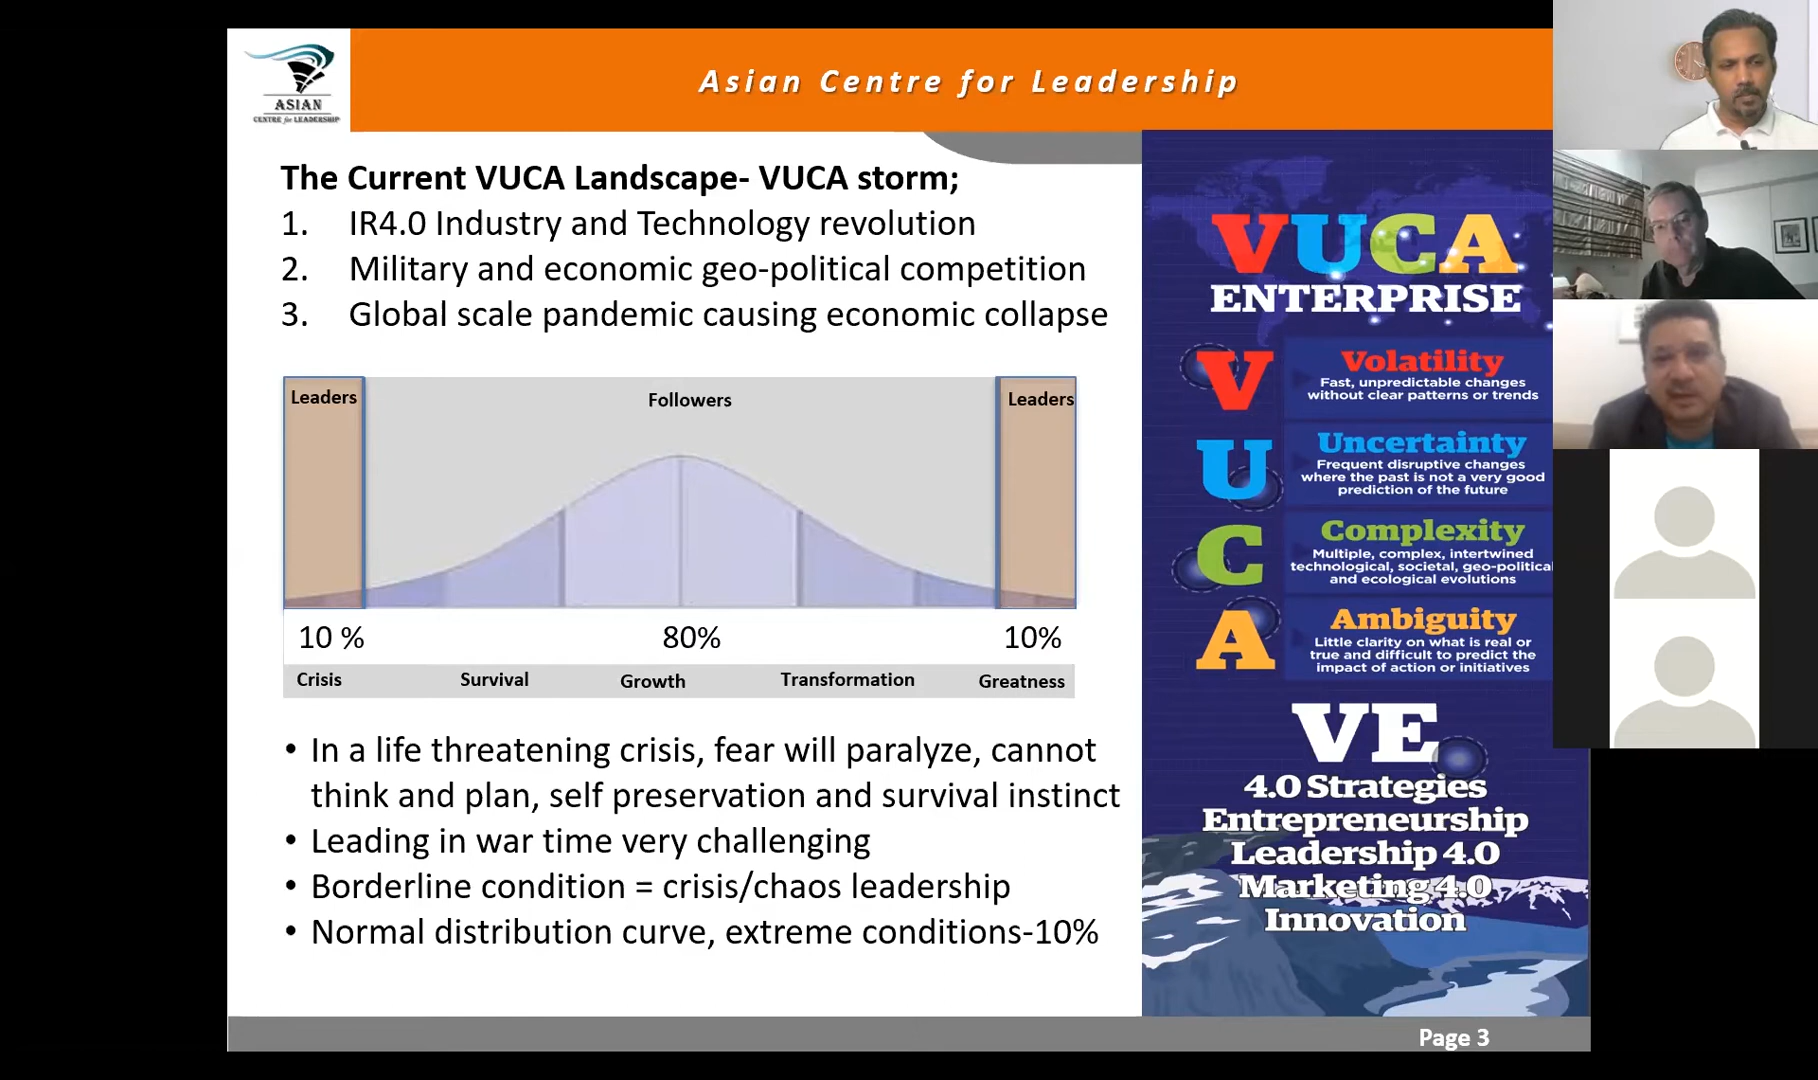 ASIAN
CENTRE for LEADERSHIP
Asian Centre for Leadership
The Current VUCA Landscape- VUCA storm;
1. IR4.0 Industry and Technology revolution
2. Military and economic geo-political competition
3. Global scale pandemic causing economic collapse
Leaders
Followers
Leaders
10 %
80%
10%
Crisis
Survival
Growth
Transformation
Greatness
• In a life threatening crisis, fear will paralyze, cannot
think and plan, self preservation and survival instinct
• Leading in war time very challenging
• Borderline condition = crisis/chaos leadership
• Normal distribution curve, extreme conditions-10%
VUCA
ENTERPRISE
V
Volatility
Fast, unpredictable changes
without clear patterns or trends
U
Uncertainty
Frequent disruptive changes
where the past is not a very good
prediction of the future
C
Complexity
Multiple, complex, intertwined
technological, societal, geo-political
and ecological evolutions
A
Ambiguity
Little clarity on what is real or
true and difficult to predict the
impact of action or initiatives
VE
4.0 Strategies
Entrepreneurship
Leadership 4.0
Marketing 4.0
Innovation
Page 3